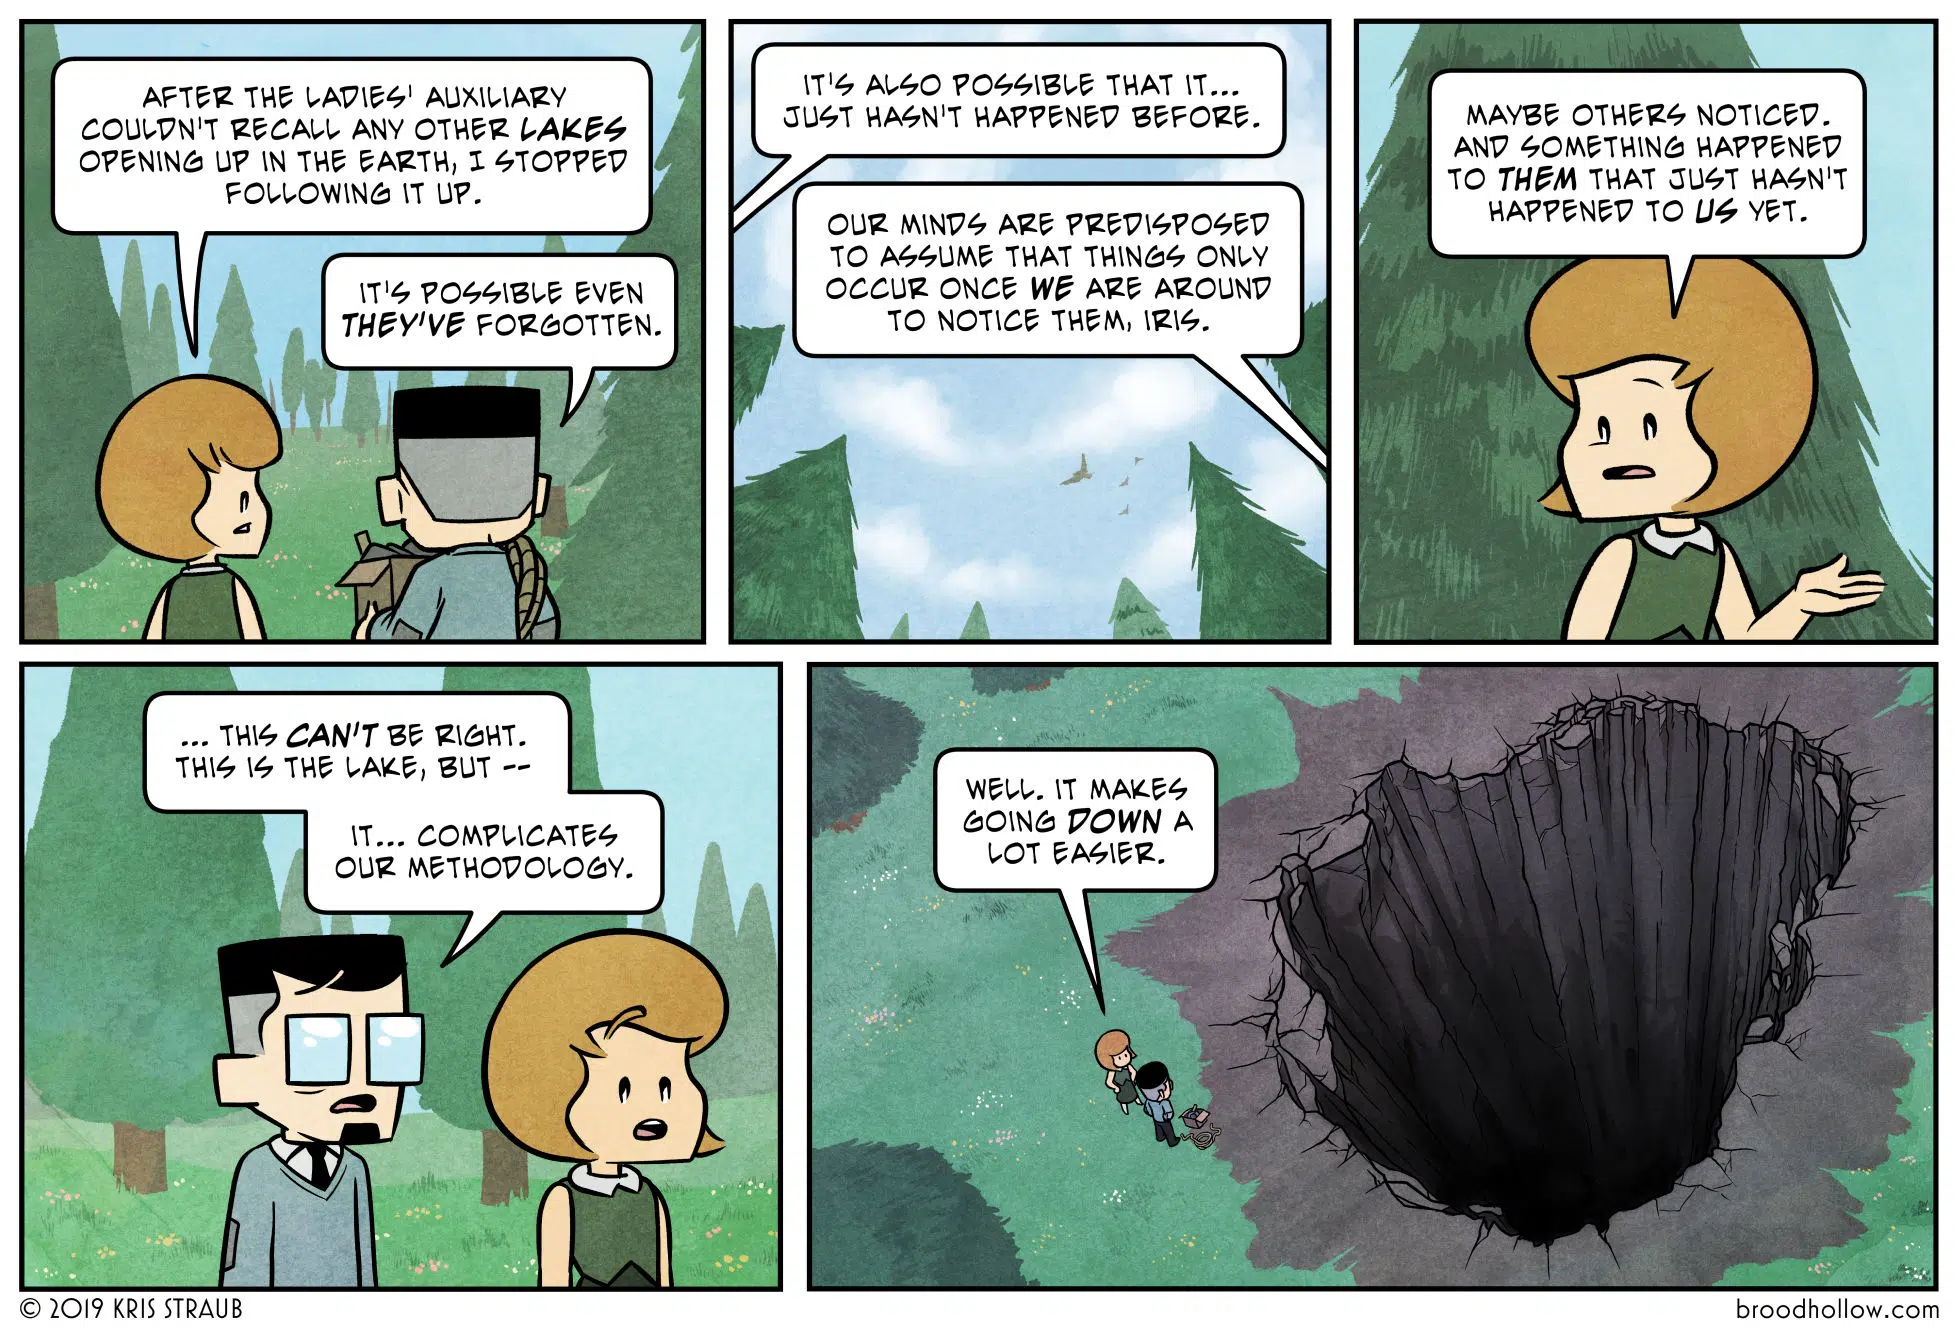 AFTER THE LADIES' AUXILIARY
COULDN'T RECALL ANY OTHER LAKES
OPENING UP IN THE EARTH, I STOPPED
FOLLOWING IT UP.
IT'S POSSIBLE EVEN
THEY'VE FORGOTTEN.
IT'S ALSO POSSIBLE THAT IT...
JUST HASN'T HAPPENED BEFORE.
OUR MINDS ARE PREDISPOSED
TO ASSUME THAT THINGS ONLY
OCCUR ONCE WE ARE AROUND
TO NOTICE THEM, IRIS.
MAYBE OTHERS NOTICED.
AND SOMETHING HAPPENED
TO THEM THAT JUST HASN'T
HAPPENED TO US YET.
... THIS CAN'T BE RIGHT.
THIS IS THE LAKE, BUT --
IT... COMPLICATES
OUR METHODOLOGY.
WELL. IT MAKES
GOING DOWN A
LOT EASIER.
© 2019 KRIS STRAUB
broodhollow.com